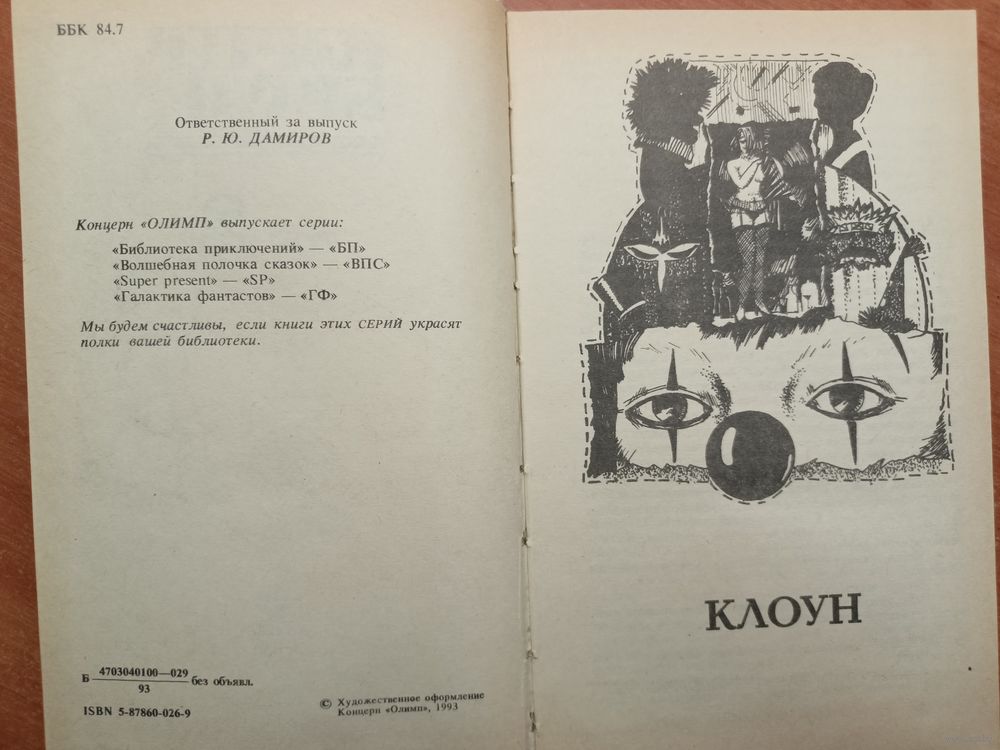 ББК 84.7
Ответственный за выпуск
Р. Ю. ДАМИРОВ
Концерн «ОЛИМП» выпускает серии:
«Библиотека приключений» — «БП»
«Волшебная полочка сказок» — «ВПС»
«Super present» — «SP»
«Галактика фантастов» — «ГФ»
Мы будем счастливы, если книги этих СЕРИЙ украсят
полки вашей библиотеки.
4703040100—029
Б без объявл.
93
ISBN 5-87860-026-9
© Художественное оформление
Концерн «Олимп», 1993
КЛОУН